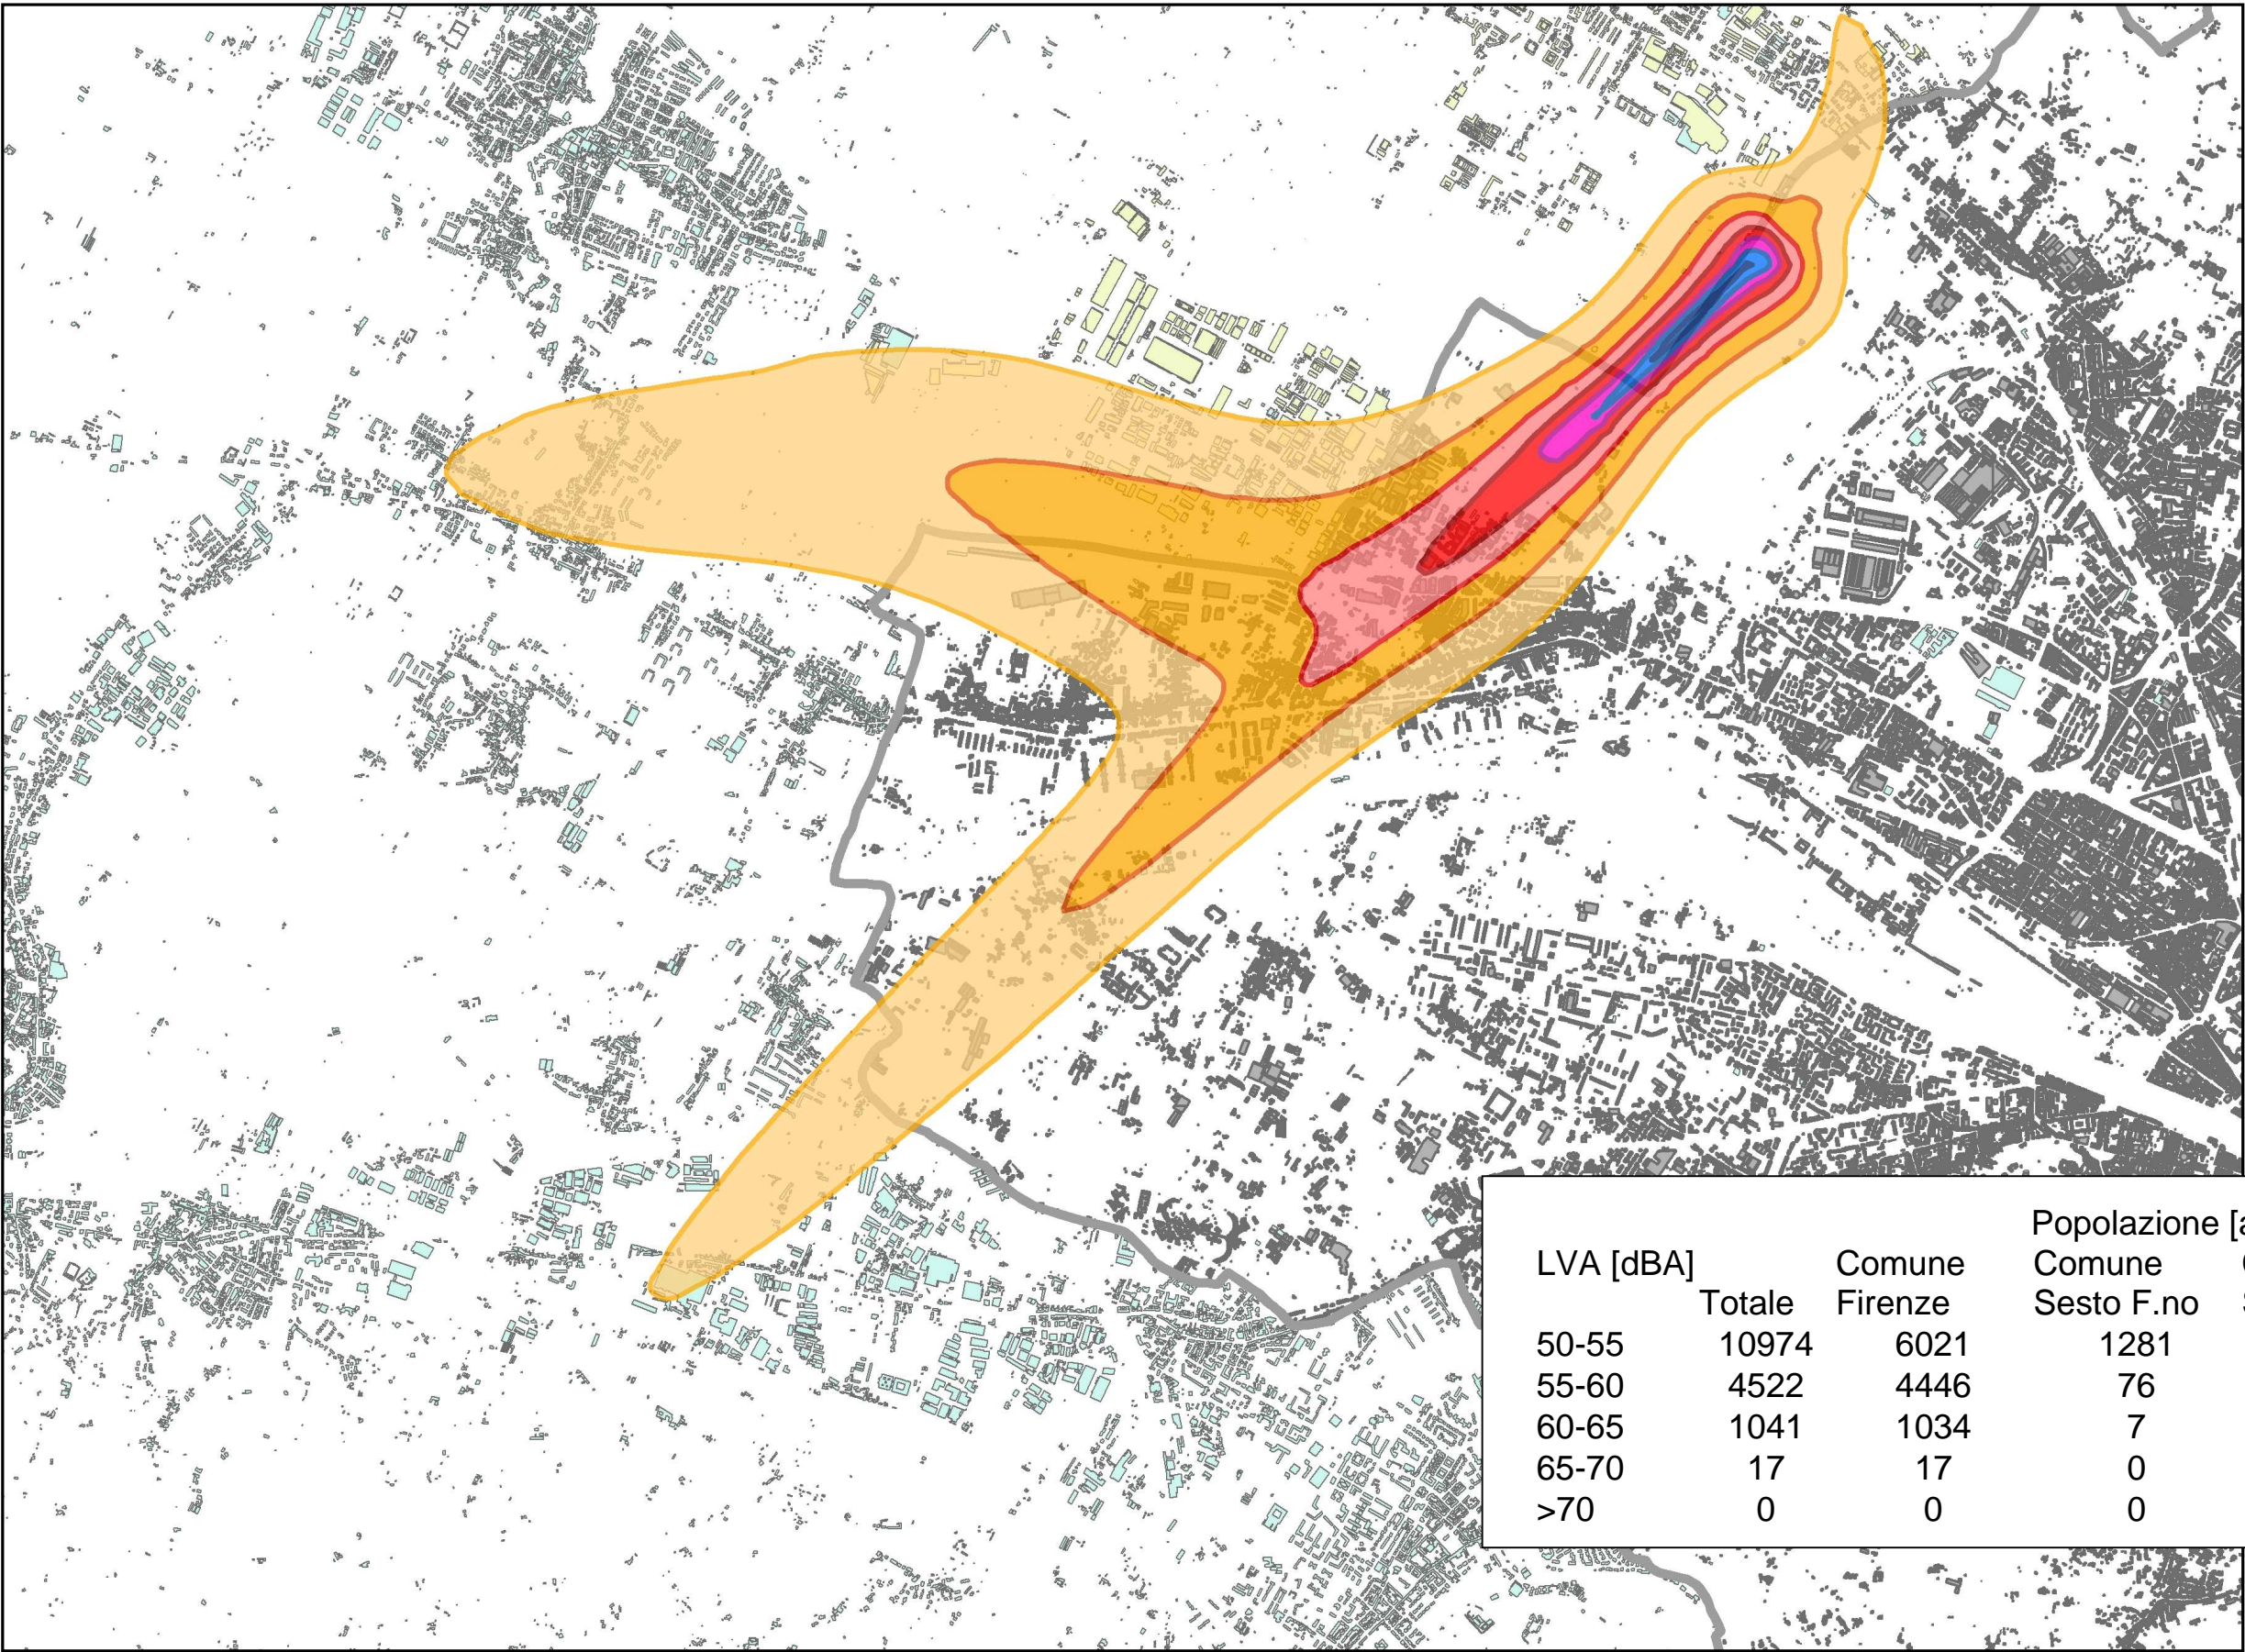 Popolazione [a
LVA [dBA] Comune Comune
Totale Firenze Sesto F.no
50-55 10974 6021 1281
55-60 4522 4446 76
60-65 1041 1034 7
65-70 17 17 0
>70 0 0 0